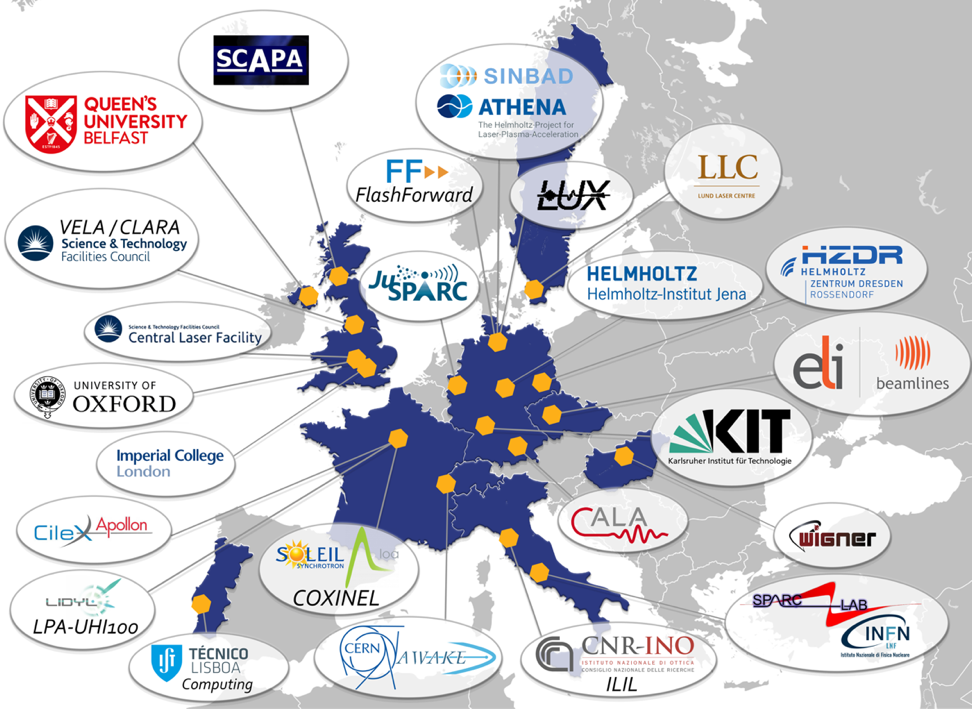 SCAPA
QUEEN'S
UNIVERSITY
BELFAST
SINBAD
ATHENA
The Helmholtz Project for
Laser-Plasma-Acceleration
FF
FlashForward
LUX
LLC
LUND LASER CENTRE
VELA / CLARA
Science & Technology
Facilities Council
JuSPARC
HELMHOLTZ
Helmholtz-Institut Jena
HZDR
HELMHOLTZ
ZENTRUM DRESDEN
ROSSENDORF
Science & Technology Facilities Council
Central Laser Facility
eli
beamlines
UNIVERSITY OF
OXFORD
KIT
Karlsruher Institut für Technologie
Imperial College
London
CALA
Cilex Apollon
wigner
SOLEIL
SYNCHROTRON
loa
COXINEL
LIDYL
LPA-UHI100
SPARC LAB
INFN
LNF
Istituto Nazionale di Fisica Nucleare
TÉCNICO
LISBOA
Computing
CERN
AWAKE
CNR-INO
ISTITUTO NAZIONALE DI OTTICA
CONSIGLIO NAZIONALE DELLE RICERCHE
ILIL